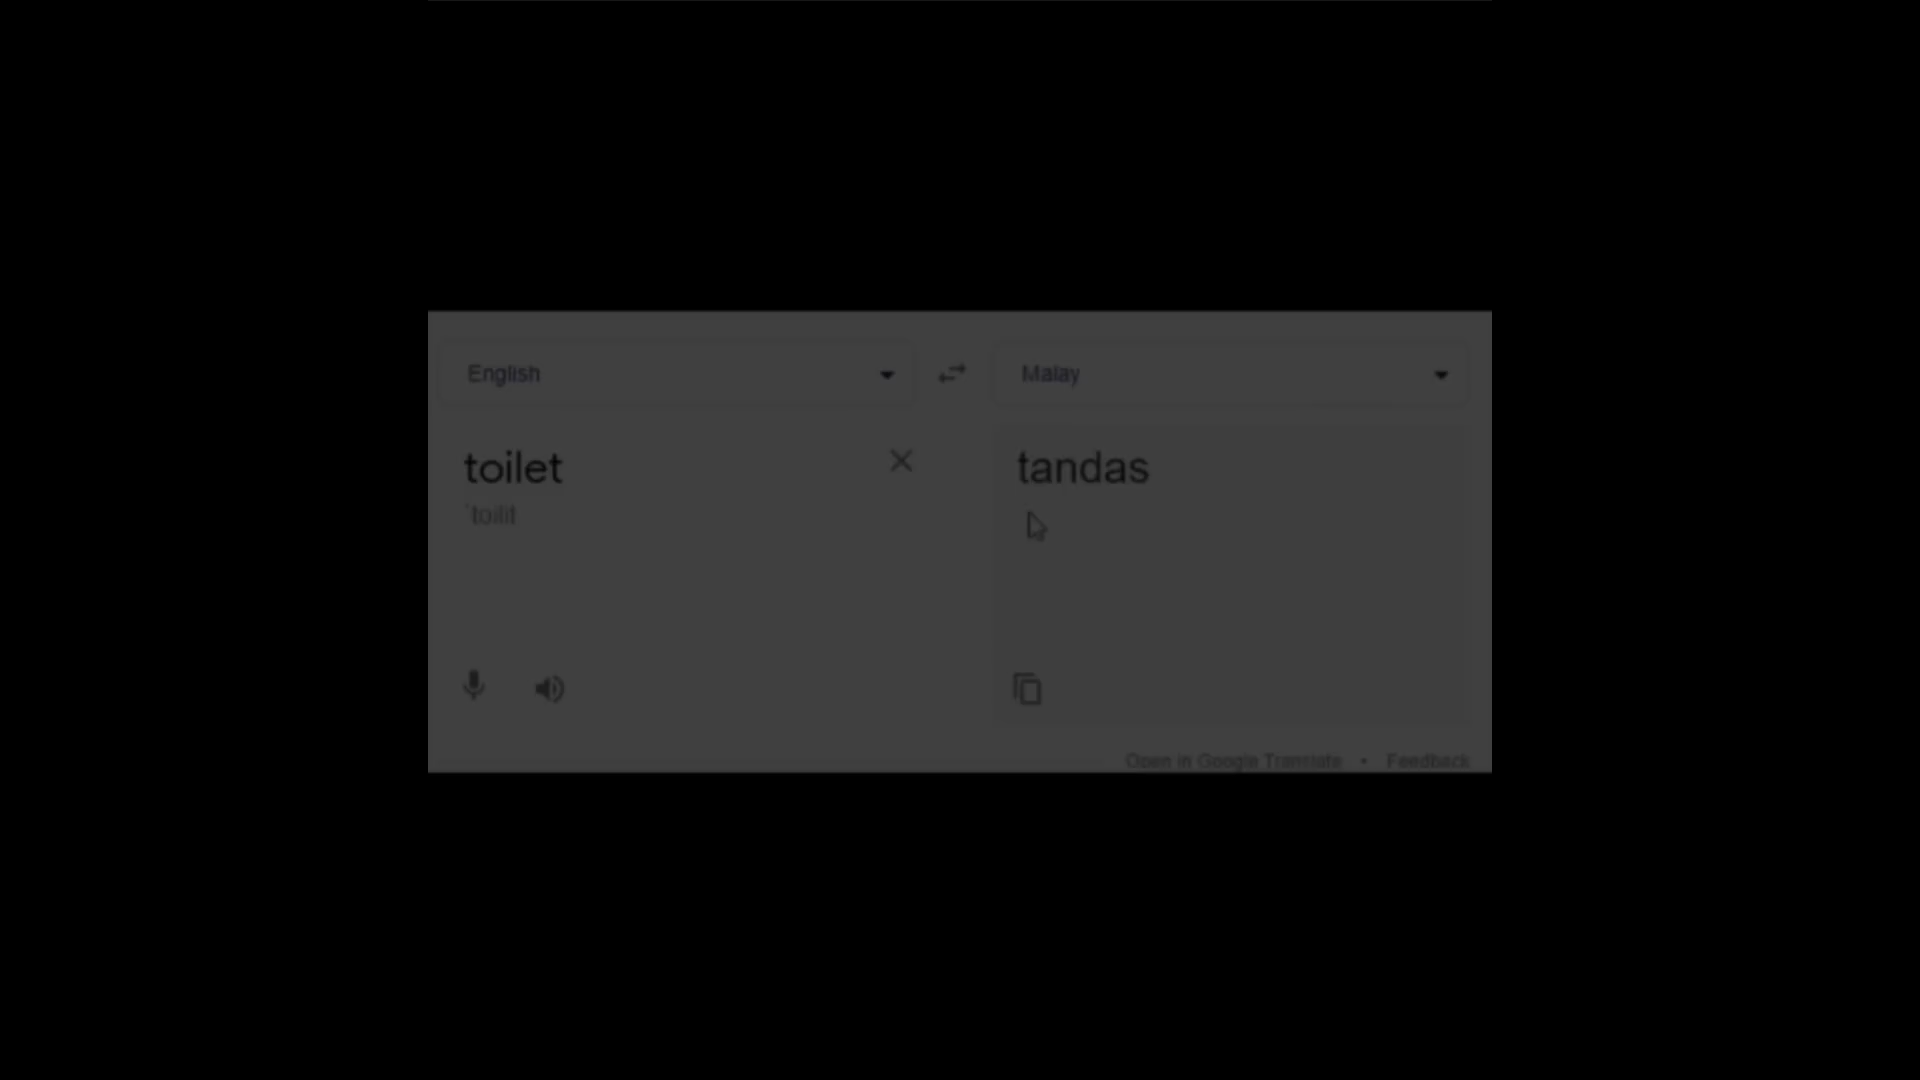 English
Malay
toilet
tandas
ˈtoilit
Open in Google Translate • Feedback